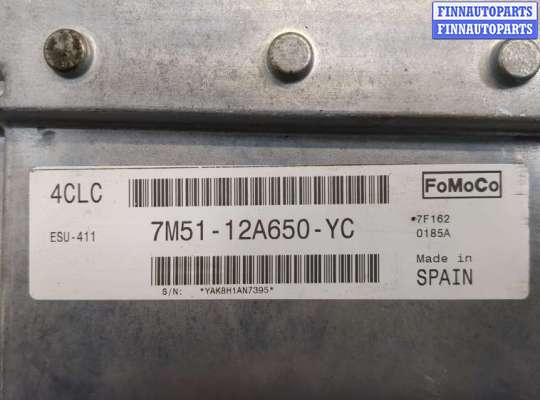 FINNAUTOPARTS
FINNAUTOPARTS
4CLC
FoMoCo
ESU-411
7M51-12A650-YC
*7F162
0185A
Made in
SPAIN
S/N: *YAK8H1AN7395*